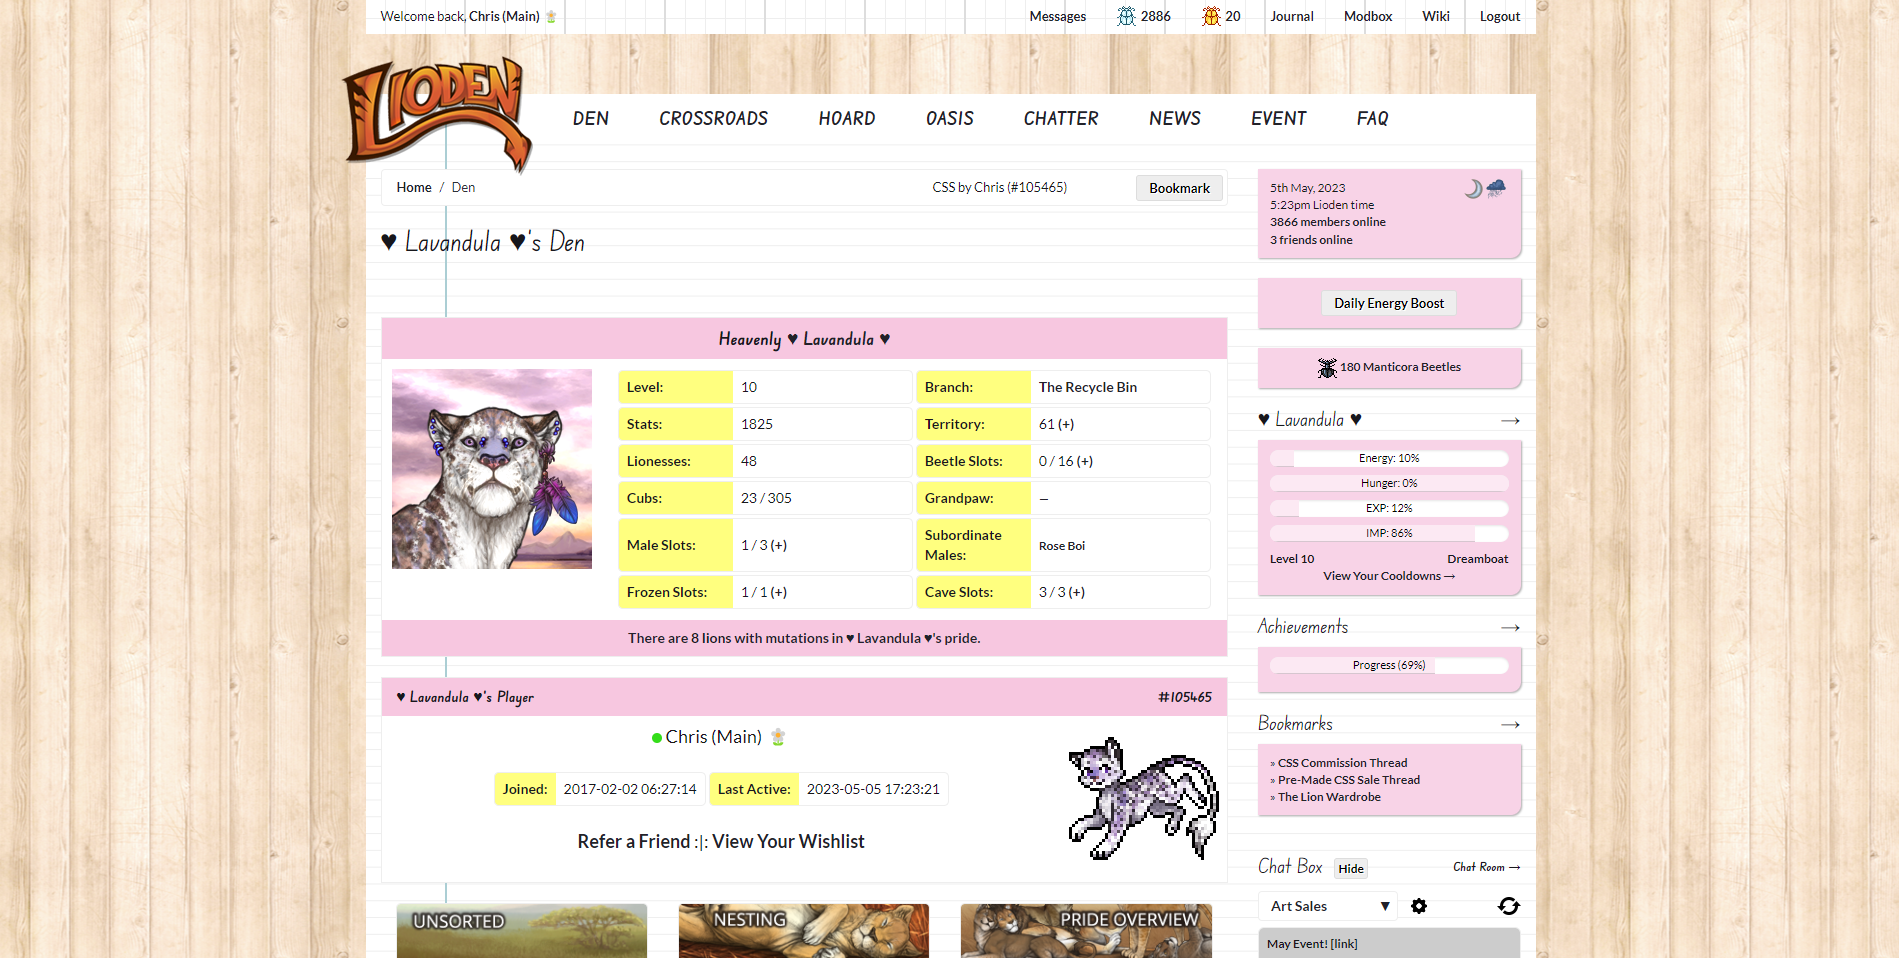 Welcome back, Chris (Main)
Messages 2886 20 Journal Modbox Wiki Logout
LIODEN
DEN CROSSROADS HOARD OASIS CHATTER NEWS EVENT FAQ
Home / Den CSS by Chris (#105465) Bookmark
♥ Lavandula ♥'s Den
Heavenly ♥ Lavandula ♥
Level: 10 Branch: The Recycle Bin
Stats: 1825 Territory: 61 (+)
Lionesses: 48 Beetle Slots: 0 / 16 (+)
Cubs: 23 / 305 Grandpaw: —
Male Slots: 1 / 3 (+) Subordinate Males: Rose Boi
Frozen Slots: 1 / 1 (+) Cave Slots: 3 / 3 (+)
There are 8 lions with mutations in ♥ Lavandula ♥'s pride.
♥ Lavandula ♥'s Player #105465
Chris (Main)
Joined: 2017-02-02 06:27:14 Last Active: 2023-05-05 17:23:21
Refer a Friend :|: View Your Wishlist
UNSORTED NESTING PRIDE OVERVIEW
5th May, 2023
5:23pm Lioden time
3866 members online
3 friends online
Daily Energy Boost
180 Manticora Beetles
♥ Lavandula ♥ →
Energy: 10%
Hunger: 0%
EXP: 12%
IMP: 86%
Level 10 Dreamboat
View Your Cooldowns →
Achievements →
Progress (69%)
Bookmarks →
» CSS Commission Thread
» Pre-Made CSS Sale Thread
» The Lion Wardrobe
Chat Box Hide Chat Room →
Art Sales ▼
May Event! [link]